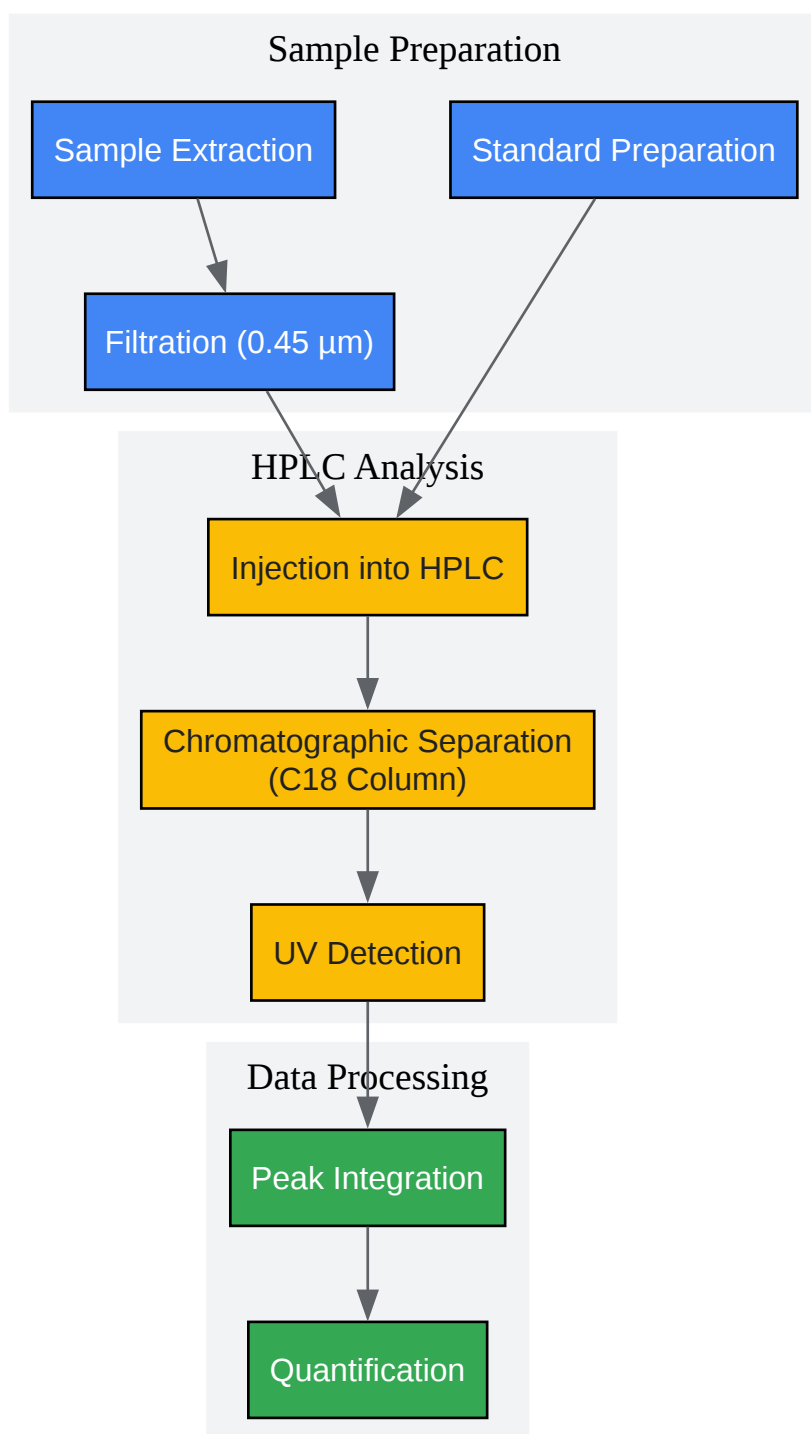 Sample Preparation
Sample Extraction
Standard Preparation
Filtration (0.45 µm)
HPLC Analysis
Injection into HPLC
Chromatographic Separation
(C18 Column)
UV Detection
Data Processing
Peak Integration
Quantification